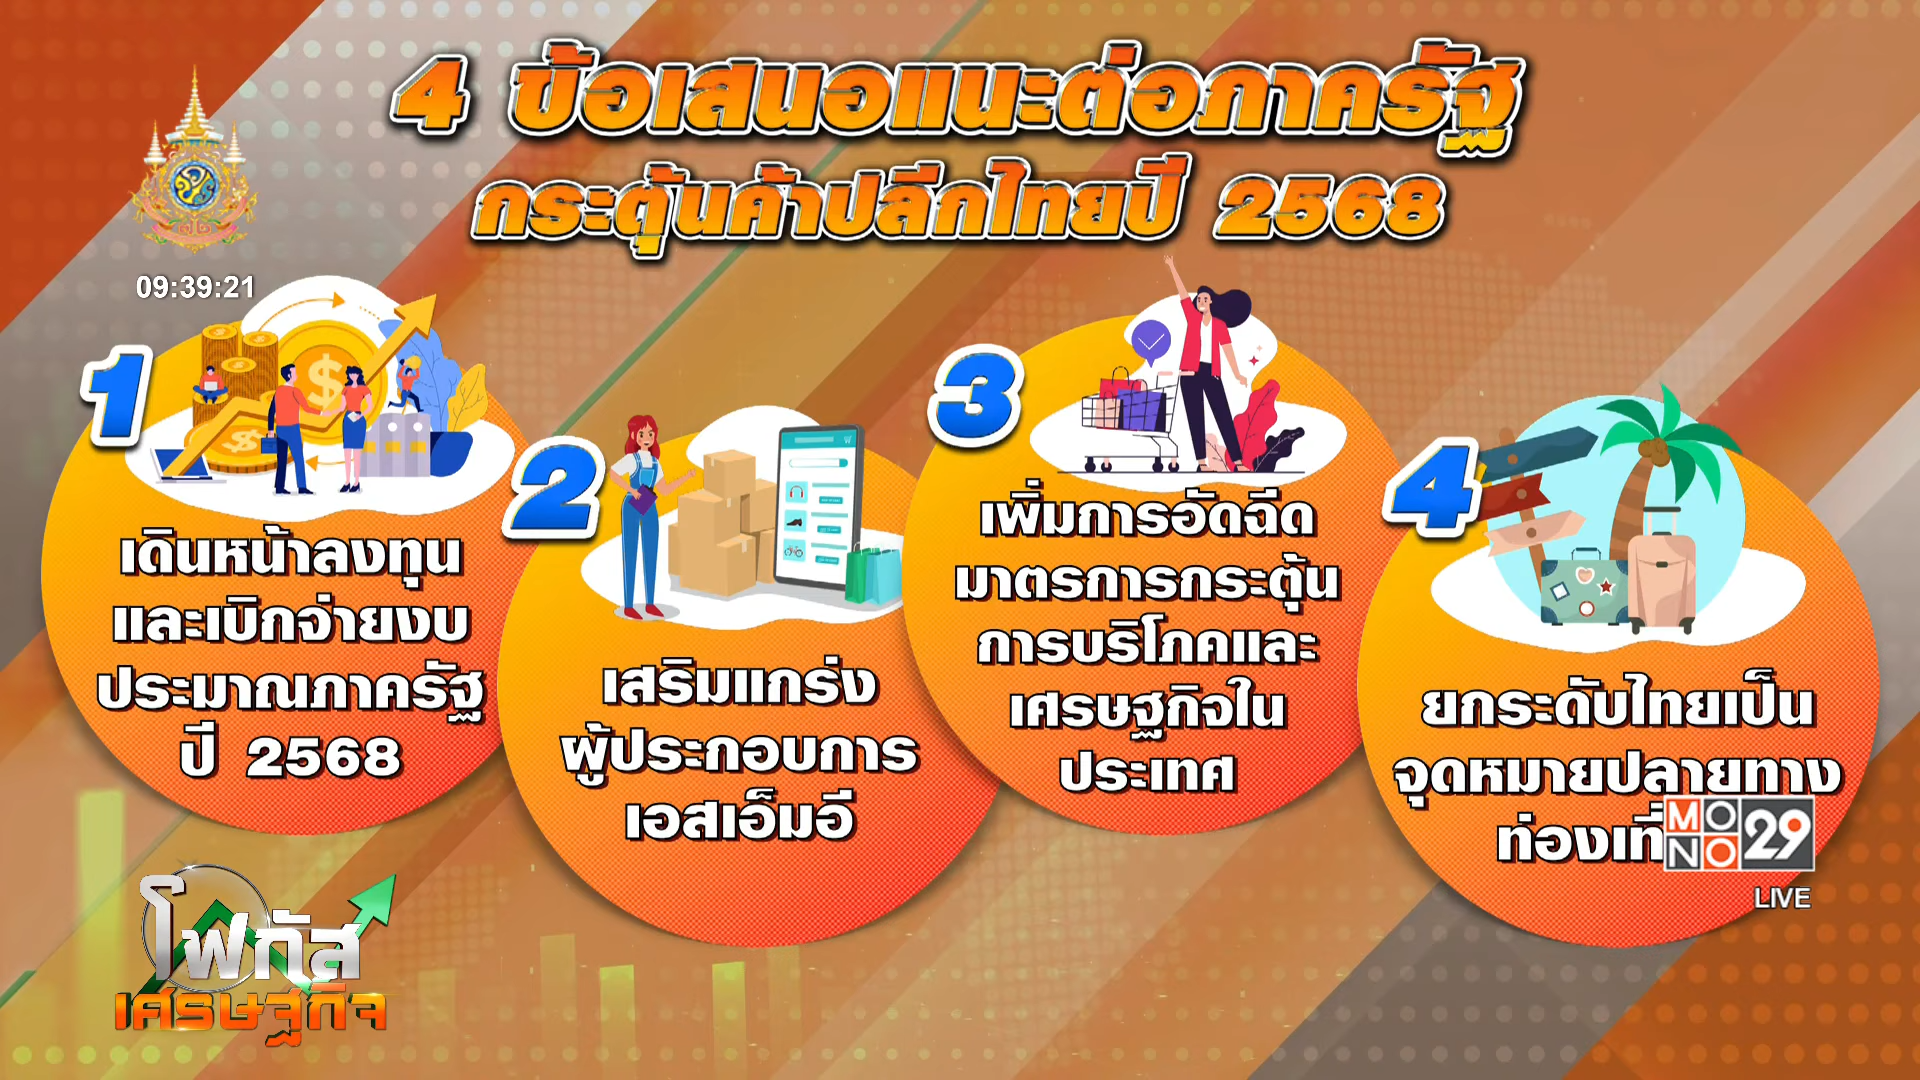 4 ข้อเสนอแนะต่อภาครัฐ
กระตุ้นค้าปลีกไทยปี 2568
09:39:21
1
เดินหน้าลงทุน
และเบิกจ่ายงบ
ประมาณภาครัฐ
ปี 2568
2
เสริมแกร่ง
ผู้ประกอบการ
เอสเอ็มอี
3
เพิ่มการอัดฉีด
มาตรการกระตุ้น
การบริโภคและ
เศรษฐกิจใน
ประเทศ
4
ยกระดับไทยเป็น
จุดหมายปลายทาง
MONO 29
LIVE
โฟกัส
เศรษฐกิจ